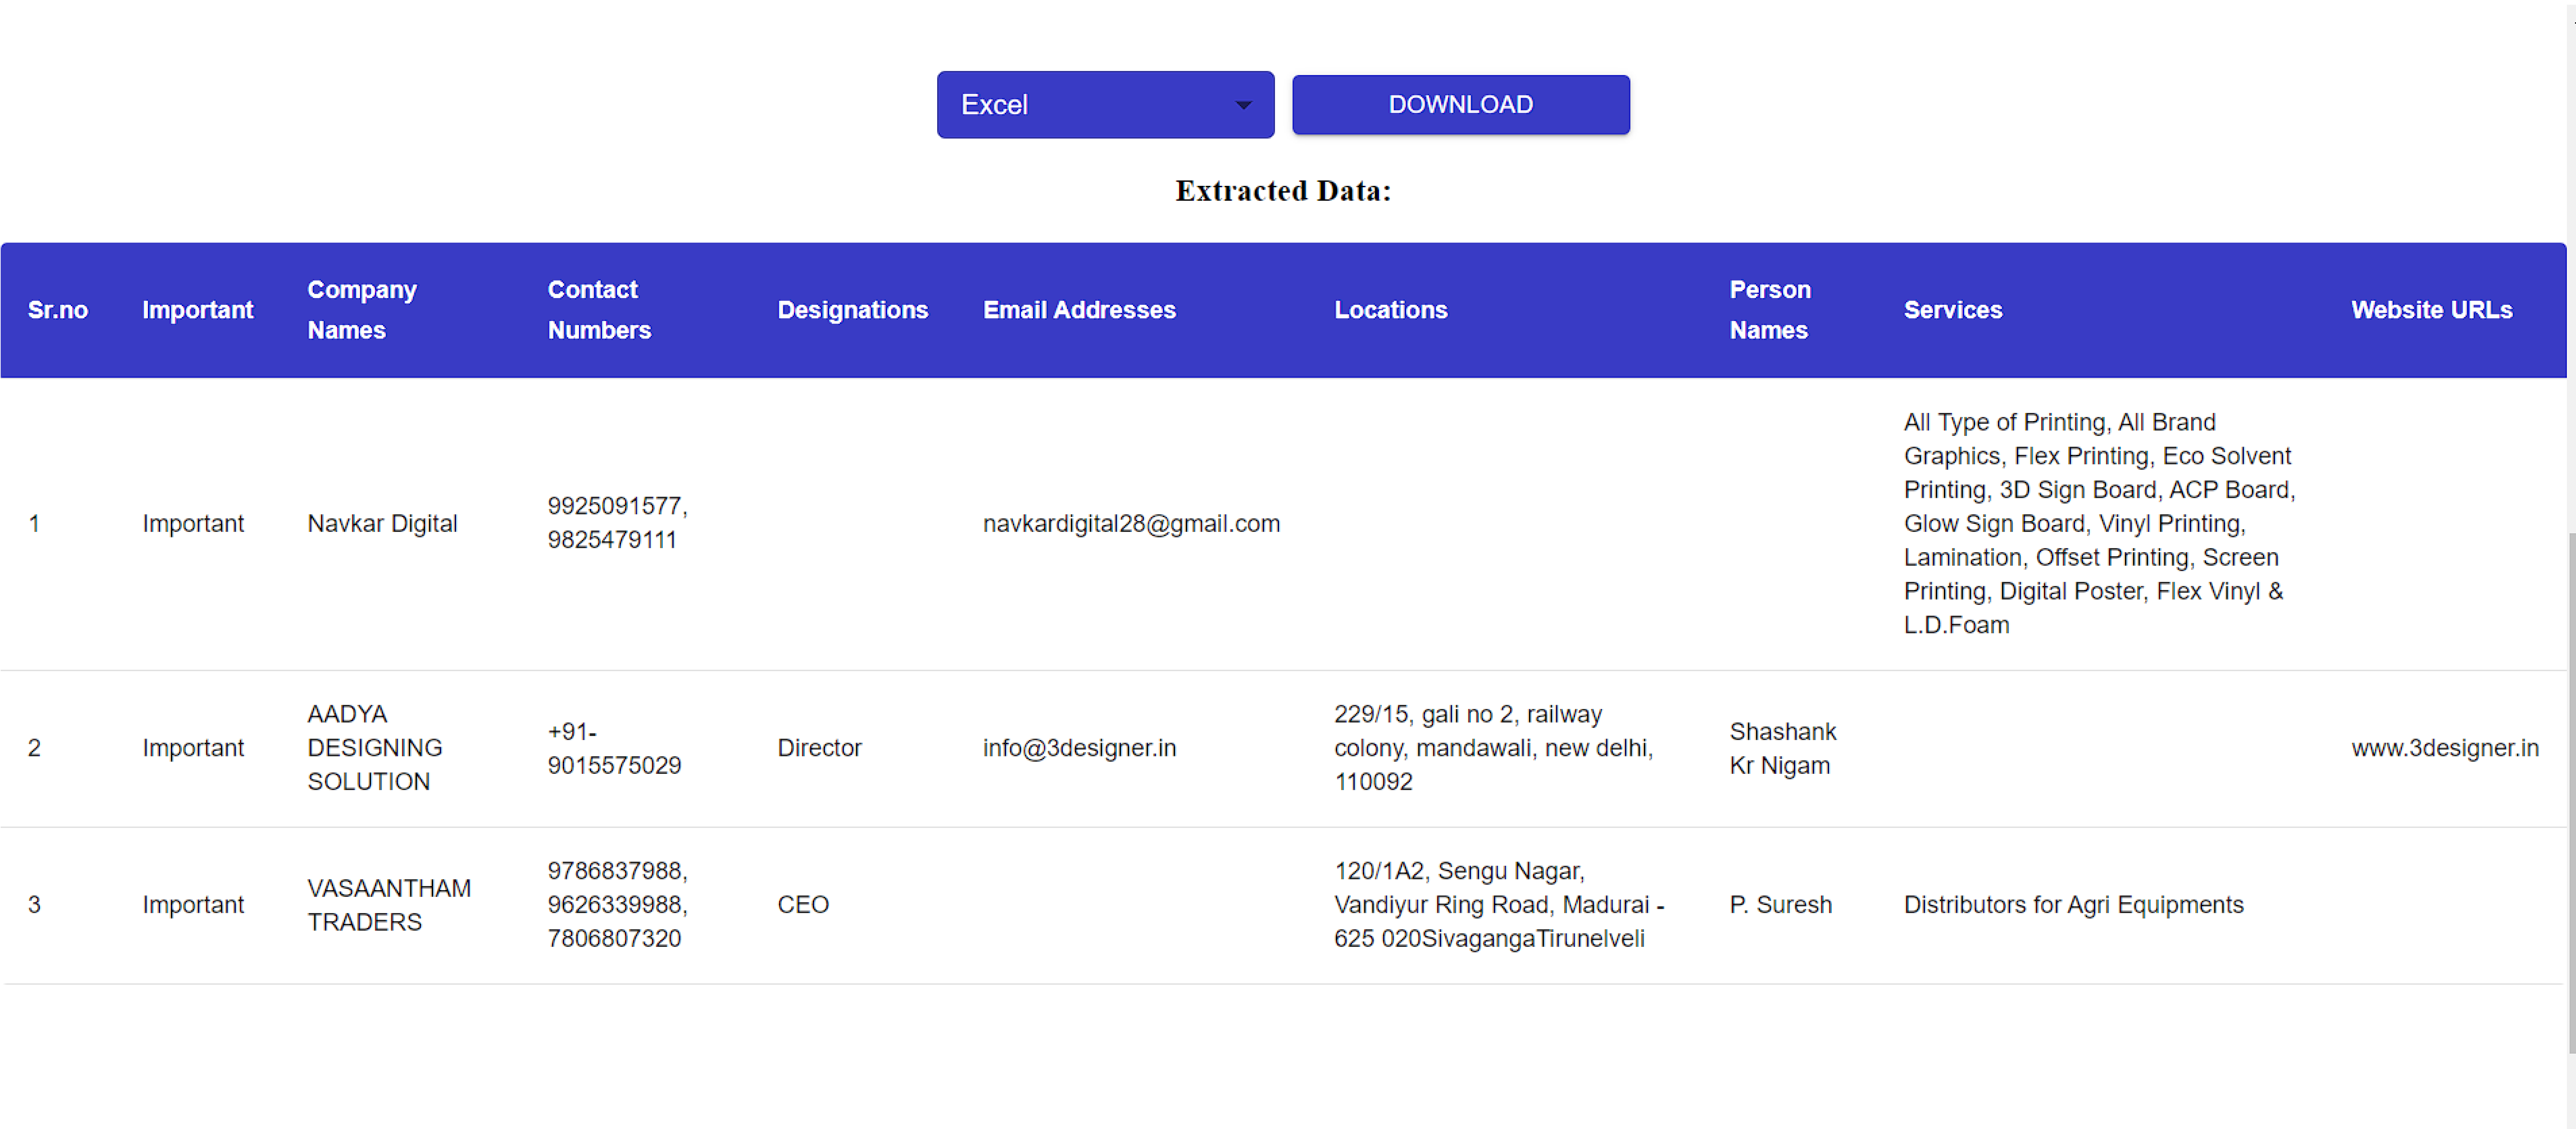 Excel
DOWNLOAD
Extracted Data:
Sr.no
Important
Company
Names
Contact
Numbers
Designations
Email Addresses
Locations
Person
Names
Services
Website URLs
1
Important
Navkar Digital
9925091577,
9825479111
navkardigital28@gmail.com
All Type of Printing, All Brand
Graphics, Flex Printing, Eco Solvent
Printing, 3D Sign Board, ACP Board,
Glow Sign Board, Vinyl Printing,
Lamination, Offset Printing, Screen
Printing, Digital Poster, Flex Vinyl &
L.D.Foam
2
Important
AADYA
DESIGNING
SOLUTION
+91-
9015575029
Director
info@3designer.in
229/15, gali no 2, railway
colony, mandawali, new delhi,
110092
Shashank
Kr Nigam
www.3designer.in
3
Important
VASAANTHAM
TRADERS
9786837988,
9626339988,
7806807320
CEO
120/1A2, Sengu Nagar,
Vandiyur Ring Road, Madurai -
625 020SivagangaTirunelveli
P. Suresh
Distributors for Agri Equipments